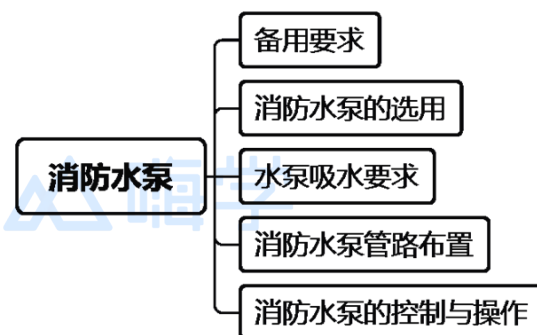 备用要求
消防水泵的选用
消防水泵
水泵吸水要求
消防水泵管路布置
消防水泵的控制与操作
嗨学